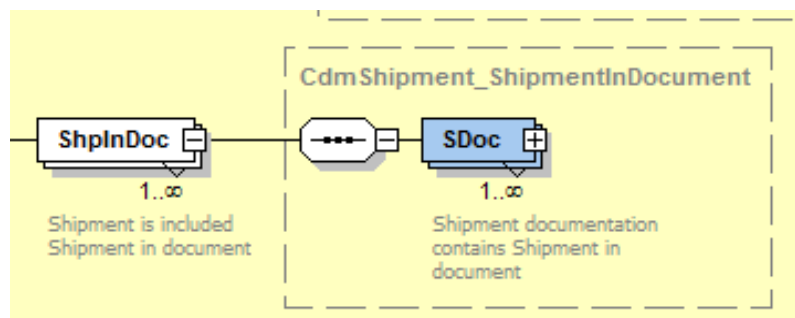 CdmShipment_ShipmentInDocument
ShpInDoc
SDoc
1..∞
1..∞
Shipment is included
Shipment in document
Shipment documentation
contains Shipment in
document